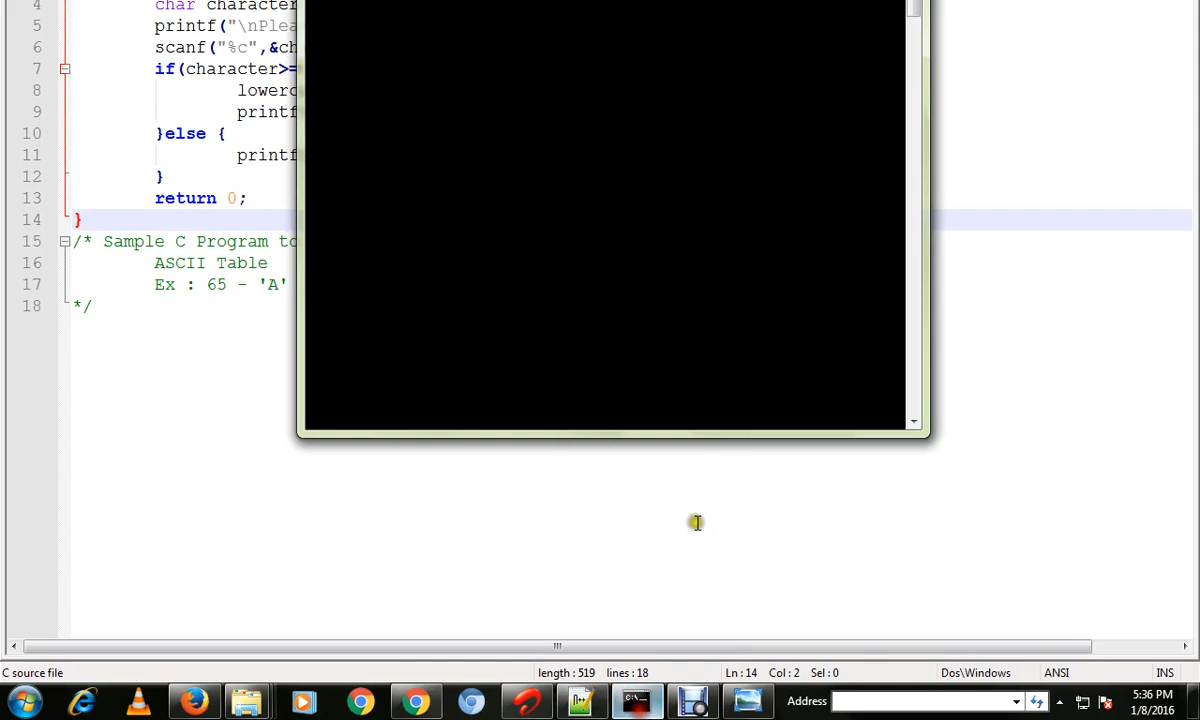 4 char character
5 printf("\nPlea
6 scanf("%c",&ch
7 if(character>=
8 lowerc
9 printf
10 }else {
11 printf
12 }
13 return 0;
14 }
15 /* Sample C Program to
16 ASCII Table
17 Ex : 65 - 'A'
18 */
C source file length : 519 lines : 18 Ln : 14 Col : 2 Sel : 0 Dos\Windows ANSI INS
Address
5:36 PM
1/8/2016